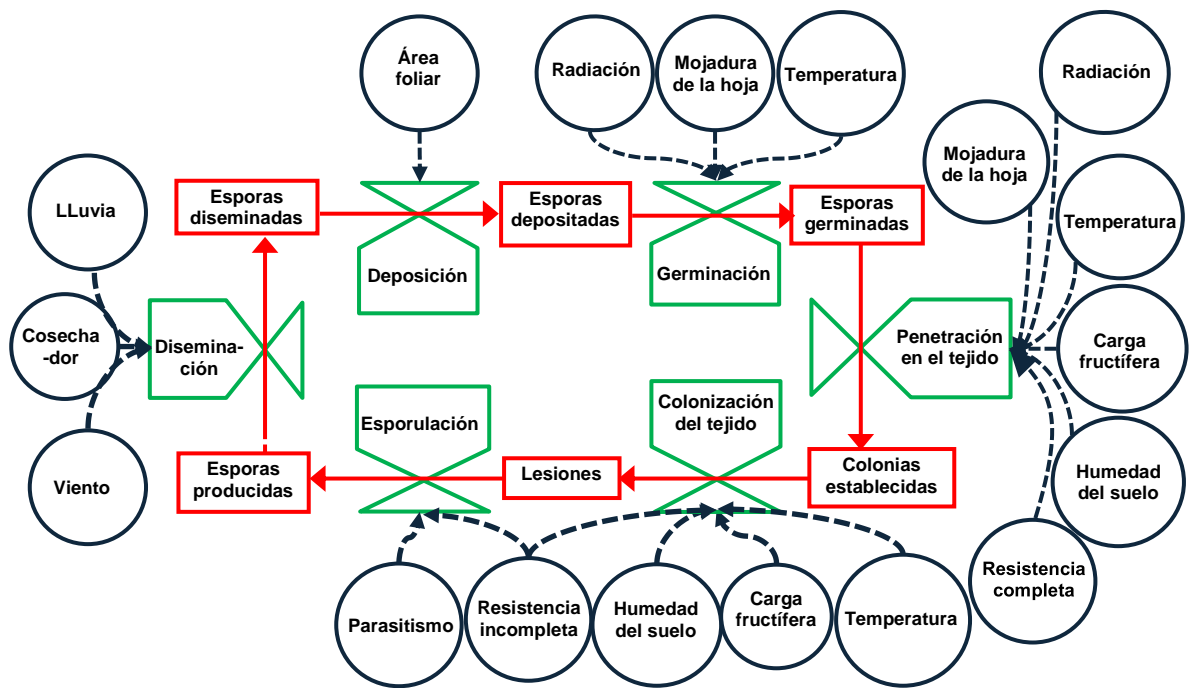 Área
foliar
Radiación
Mojadura
de la hoja
Temperatura
Radiación
Mojadura
de la hoja
LLuvia
Esporas
diseminadas
Esporas
depositadas
Esporas
germinadas
Temperatura
Deposición
Germinación
Cosecha
-dor
Disemina-
ción
Penetración
en el tejido
Carga
fructífera
Esporulación
Colonización
del tejido
Viento
Esporas
producidas
Lesiones
Colonias
establecidas
Humedad
del suelo
Resistencia
completa
Parasitismo
Resistencia
incompleta
Humedad
del suelo
Carga
fructífera
Temperatura